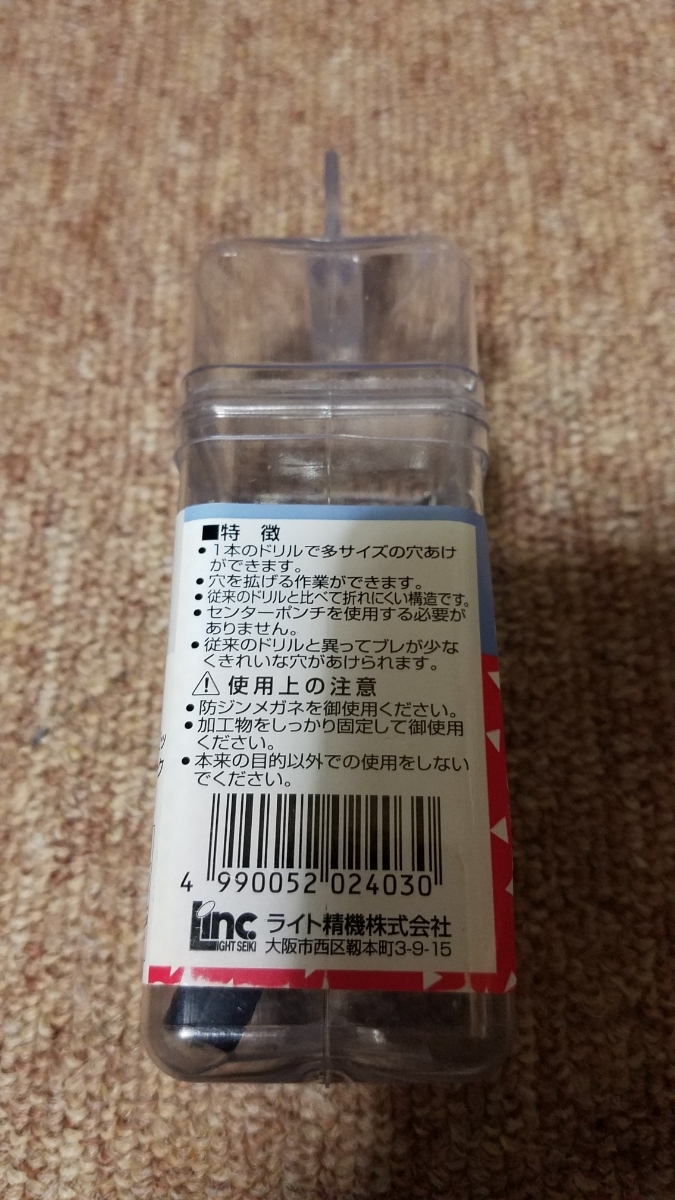 ■特 徴
●1本のドリルで多サイズの穴あけ
ができます。
●穴を拡げる作業ができます。
●従来のドリルと比べて折れにくい構造です。
●センターポンチを使用する必要が
ありません。
●従来のドリルと異ってブレが少な
くきれいな穴があけられます。
⚠使用上の注意
●防ジンメガネを御使用ください。
●加工物をしっかり固定して御使用
ください。
●本来の目的以外での使用をしない
でください。
ッ
ク
4 990052 024030
Linc. ライト精機株式会社
LIGHT SEIKI 大阪市西区靱本町3-9-15